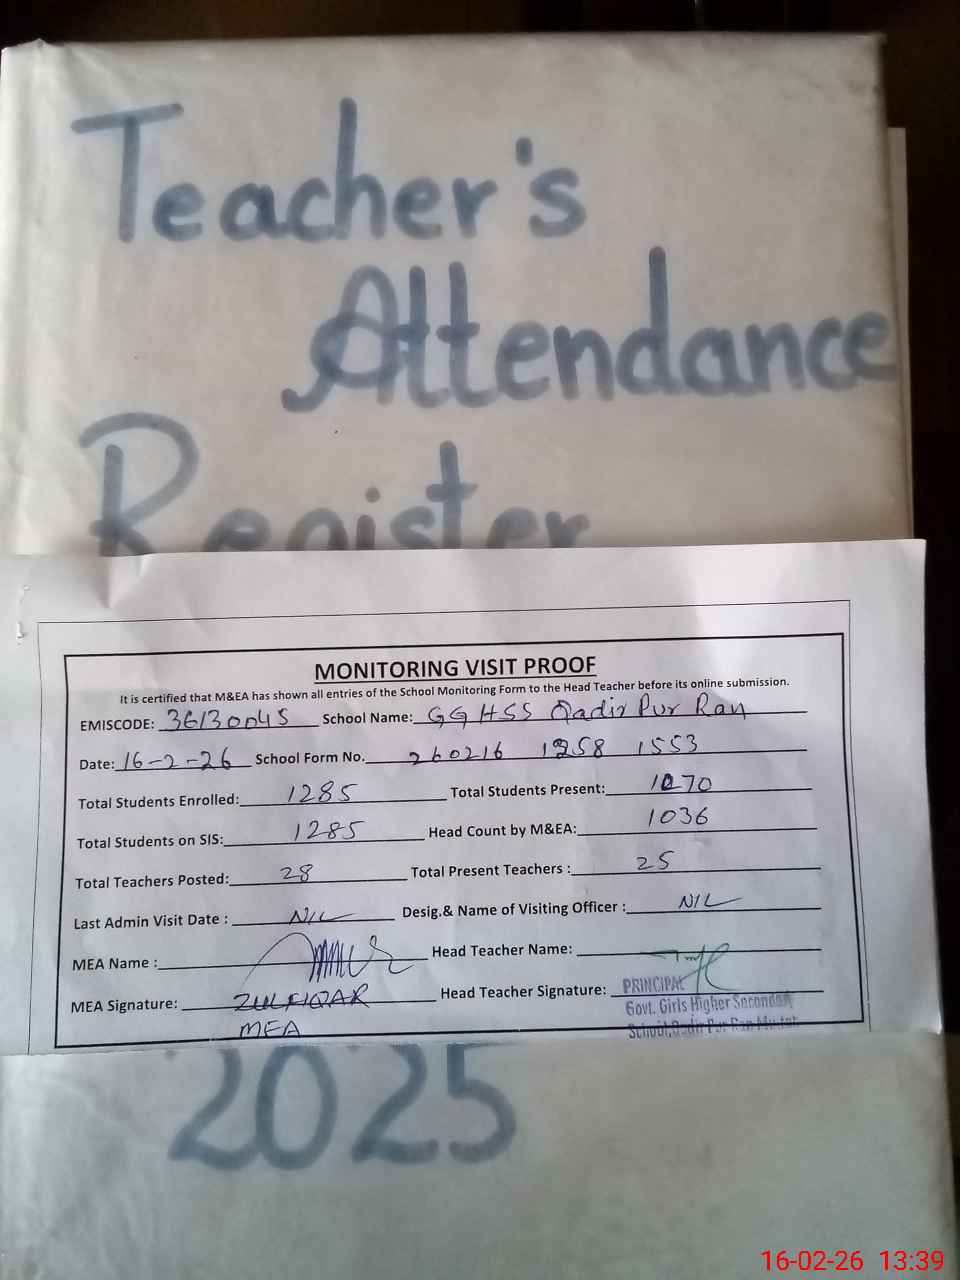 Teacher's
Attendance
Register
MONITORING VISIT PROOF
It is certified that M&EA has shown all entries of the School Monitoring Form to the Head Teacher before its online submission.
EMISCODE: 36130045 School Name: GGHSS Qadir Pur Ran
Date: 16-2-26 School Form No. 260216 1258 1553
Total Students Enrolled: 1285 Total Students Present: 1070
Total Students on SIS: 1285 Head Count by M&EA: 1036
Total Teachers Posted: 28 Total Present Teachers : 25
Last Admin Visit Date : NIL Desig.& Name of Visiting Officer : NIL
MEA Name : Head Teacher Name:
MEA Signature: ZULFIQAR Head Teacher Signature: PRINCIPAL
MEA Govt. Girls Higher Secondary
School, Qadir Pur Ran
2025
16-02-26 13:39